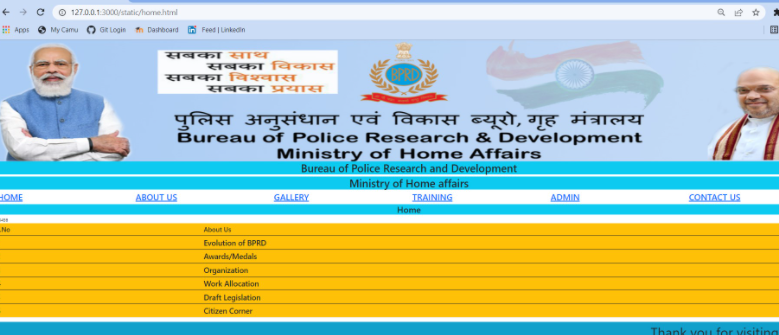 127.0.0.1:3000/static/home.html
Apps My Camu Git Login Dashboard Feed | LinkedIn
सबका साथ
सबका विकास
सबका विश्वास
सबका प्रयास
BPRD
पुलिस अनुसंधान एवं विकास ब्यूरो, गृह मंत्रालय
Bureau of Police Research & Development
Ministry of Home Affairs
Bureau of Police Research and Development
Ministry of Home affairs
HOME ABOUT US GALLERY TRAINING ADMIN CONTACT US
Home
.No About Us
Evolution of BPRD
Awards/Medals
Organization
Work Allocation
Draft Legislation
Citizen Corner
Thank you for visiting